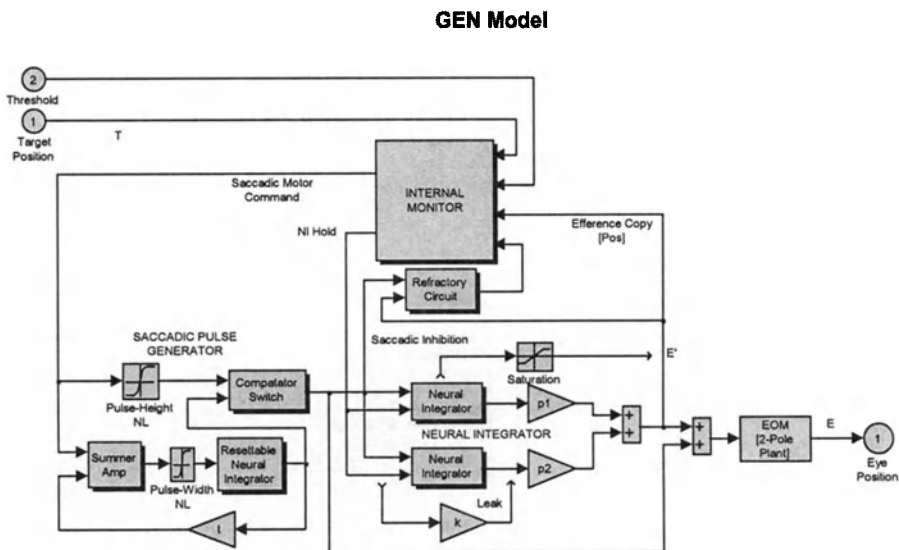 GEN Model
2
Threshold
1
Target
Position
T
Saccadic Motor
Command
INTERNAL
MONITOR
NI Hold
Efference Copy
[Pos]
Refractory
Circuit
SACCADIC PULSE
GENERATOR
Saccadic Inhibition
E'
Saturation
Pulse-Height
NL
Compatator
Switch
Neural
Integrator
p1
+
+
NEURAL INTEGRATOR
+
+
EOM
[2-Pole
Plant]
E
1
Eye
Position
Summer
Amp
Pulse-Width
NL
Resettable
Neural
Integrator
Neural
Integrator
p2
Leak
k